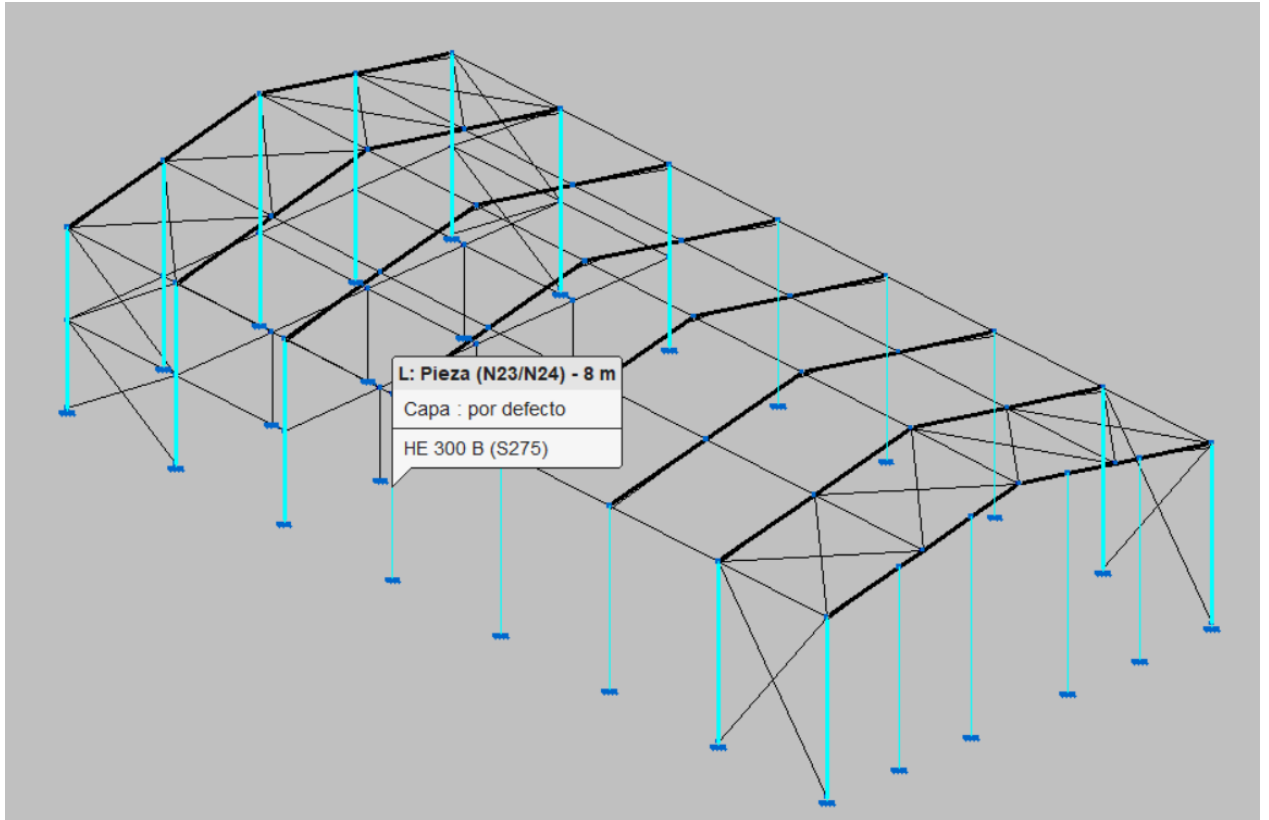 L: Pieza (N23/N24) - 8 m
Capa : por defecto
HE 300 B (S275)